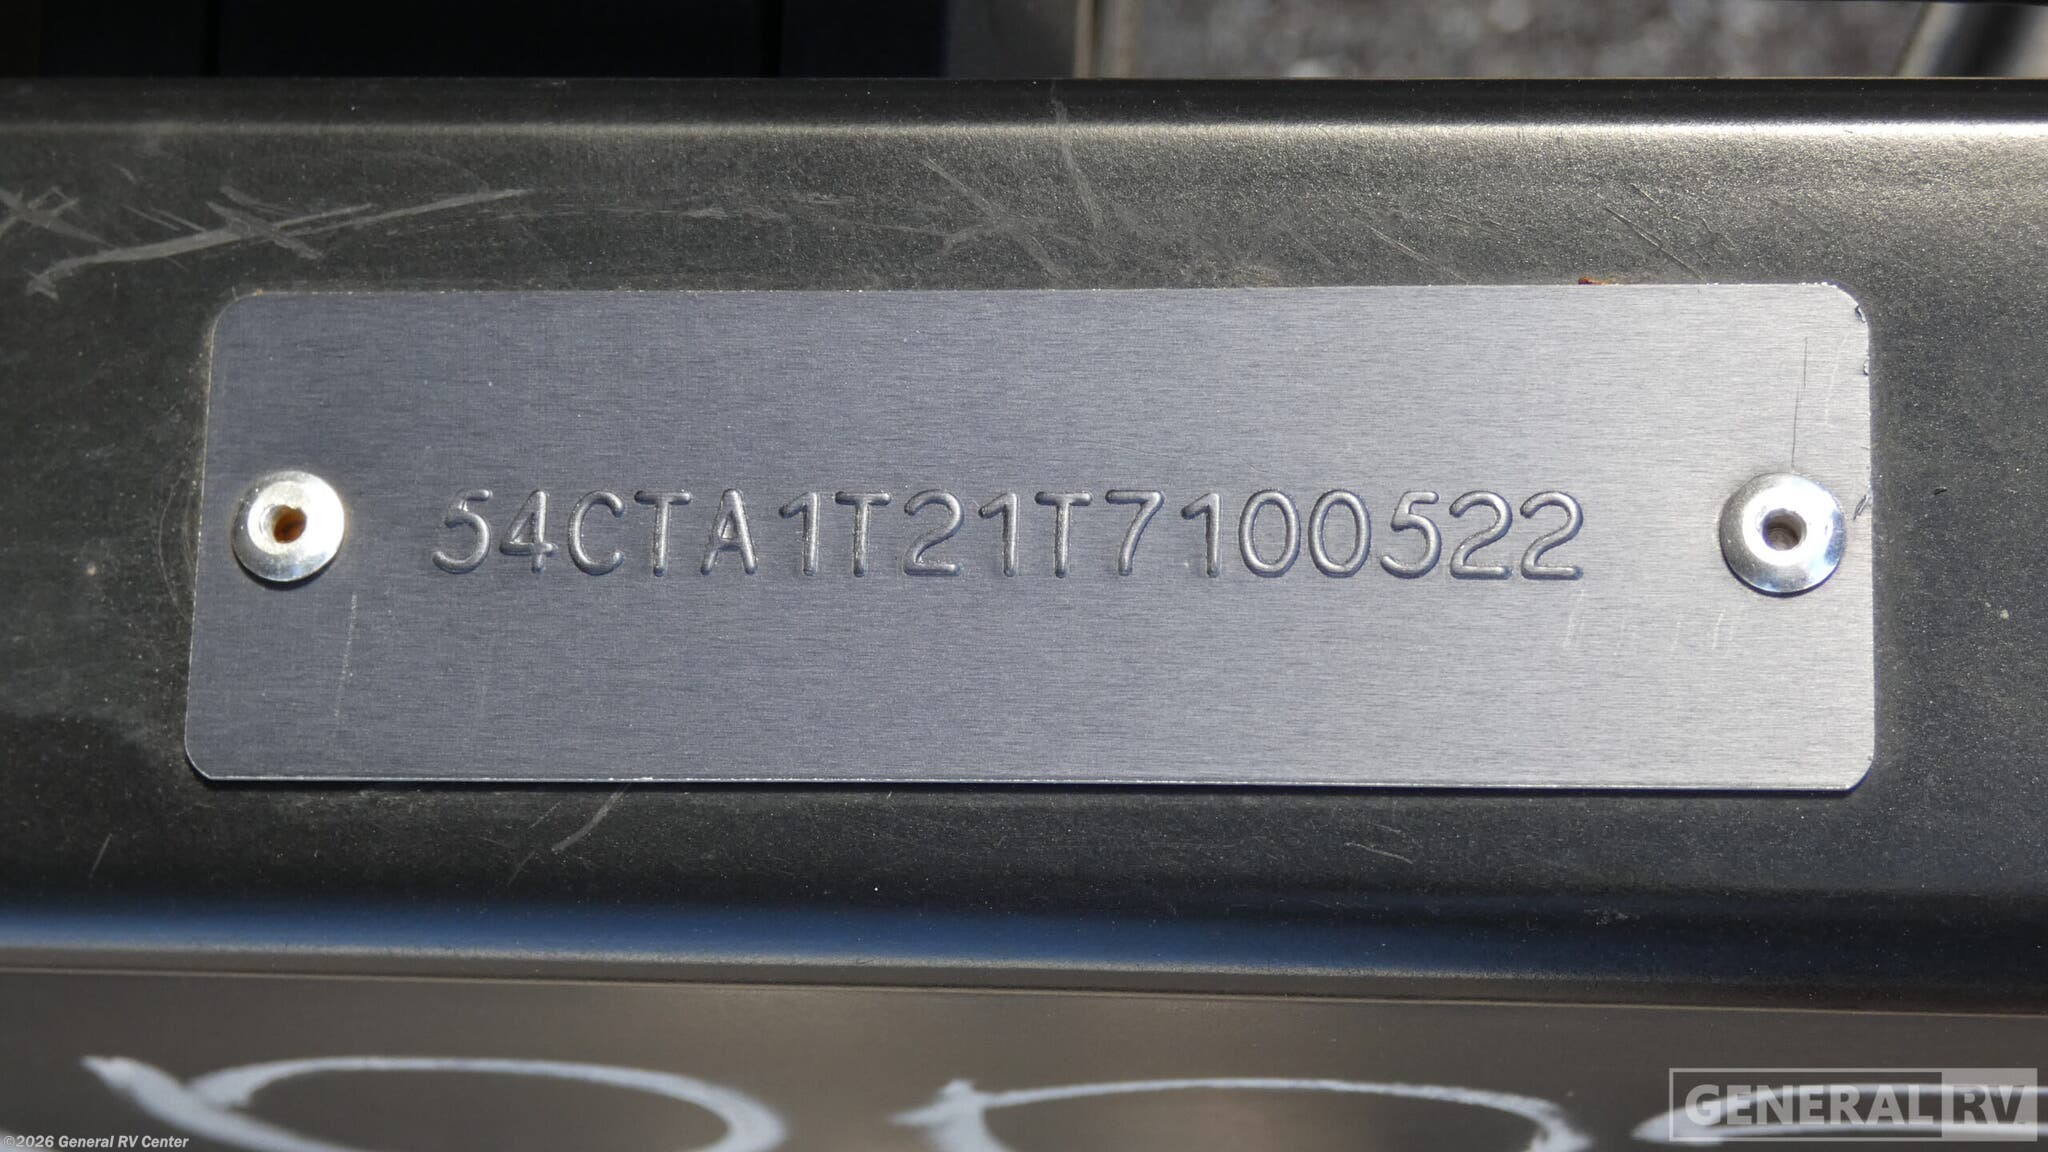 54CTA1T21T7100522
GENERAL RV
©2026 General RV Center